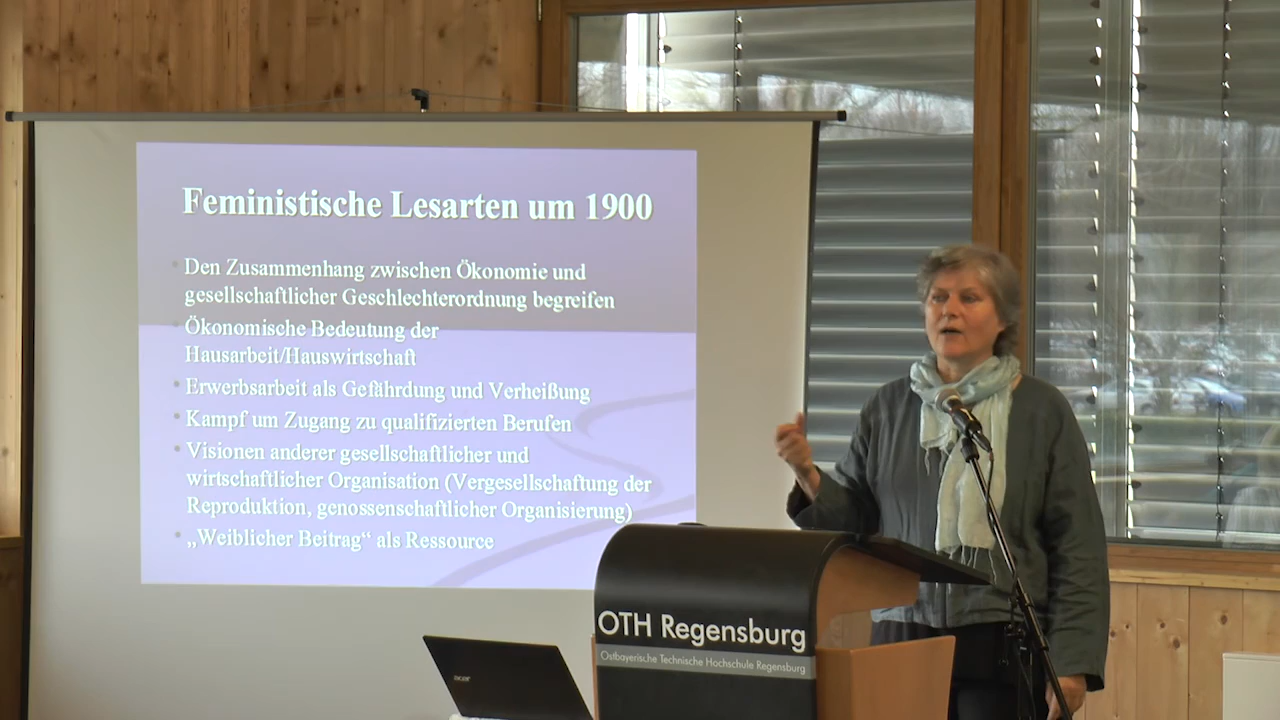 Feministische Lesarten um 1900
• Den Zusammenhang zwischen Ökonomie und
gesellschaftlicher Geschlechterordnung begreifen
• Ökonomische Bedeutung der
Hausarbeit/Hauswirtschaft
• Erwerbsarbeit als Gefährdung und Verheißung
• Kampf um Zugang zu qualifizierten Berufen
• Visionen anderer gesellschaftlicher und
wirtschaftlicher Organisation (Vergesellschaftung der
Reproduktion, genossenschaftlicher Organisierung)
• „Weiblicher Beitrag“ als Ressource
OTH Regensburg
Ostbayerische Technische Hochschule Regensburg
acer